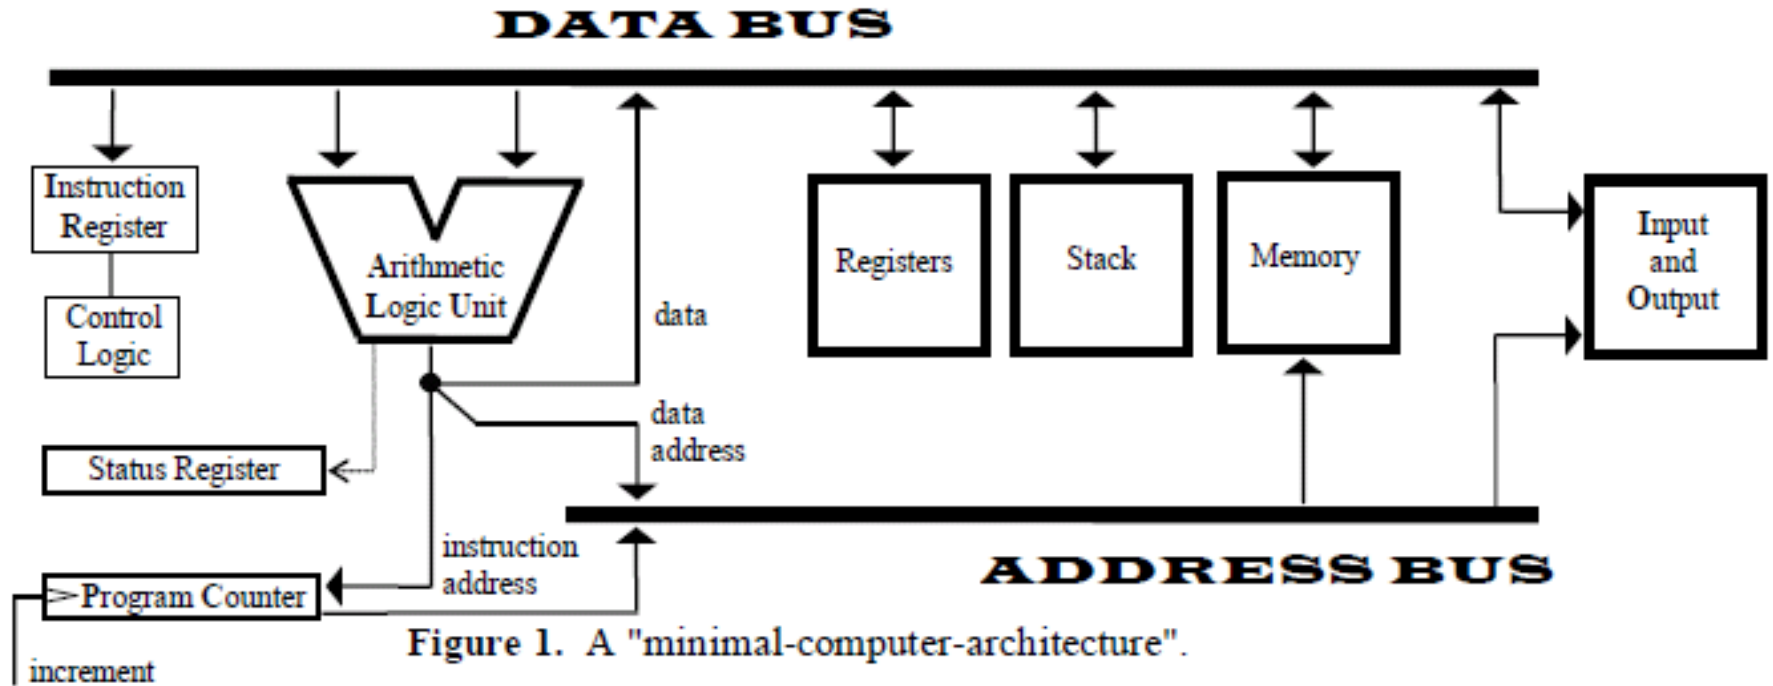 DATA BUS
Instruction
Register
Control
Logic
Arithmetic
Logic Unit
data
Registers
Stack
Memory
Input
and
Output
data
address
Status Register
instruction
address
Program Counter
increment
ADDRESS BUS
Figure 1. A "minimal-computer-architecture".